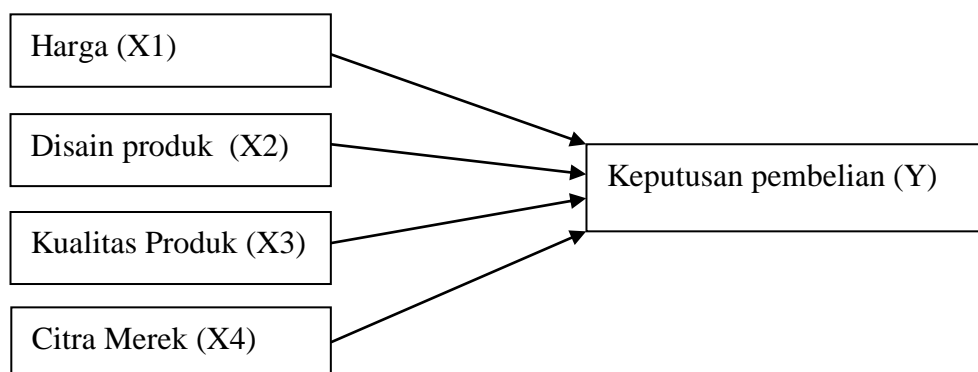 Harga (X1)
Disain produk  (X2)
Keputusan pembelian (Y)
Kualitas Produk (X3)
Citra Merek (X4)